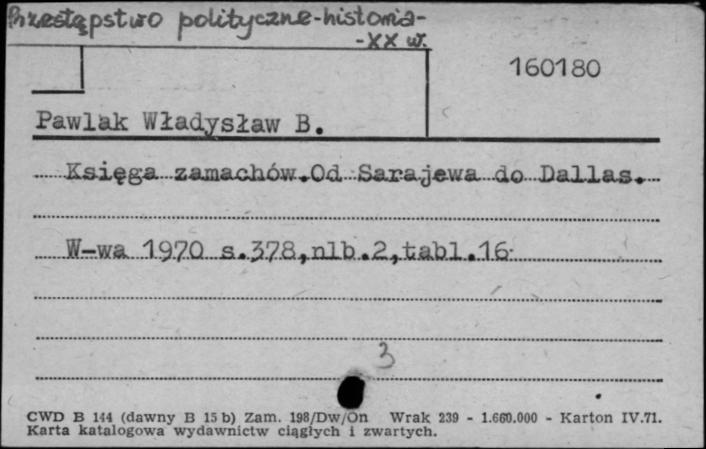 Przestępstwo polityczne-historia-
-XX w.
160180
Pawlak Władysław B.
Księga zamachów.Od Sarajewa do Dallas.
W-wa 1970 s.378,nlb.2,tabl.16
3
CWD B 144 (dawny B 15 b) Zam. 198/Dw/On Wrak 239 - 1.660.000 - Karton IV.71.
Karta katalogowa wydawnictw ciągłych i zwartych.